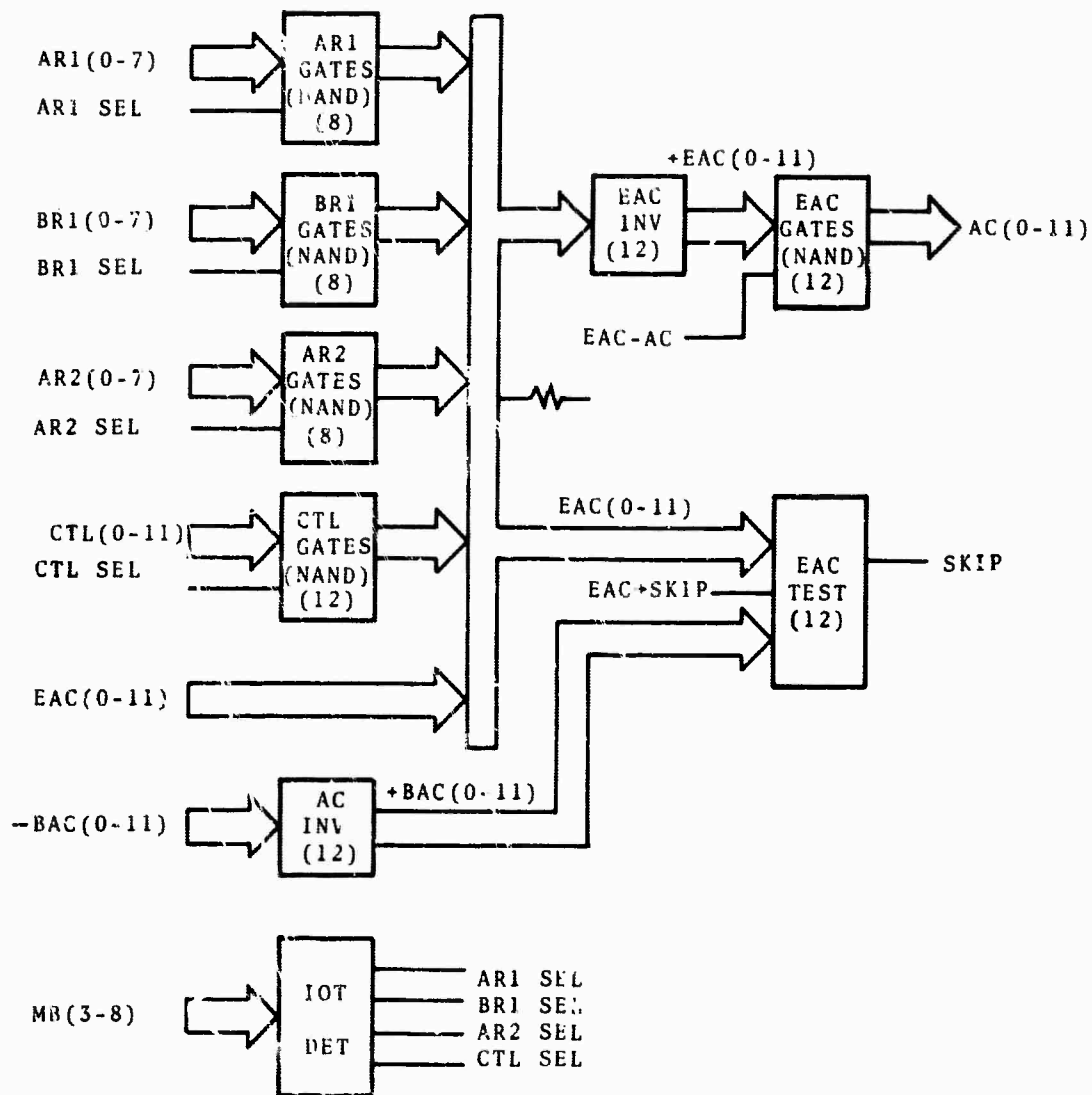 AR1(0-7)
AR1 SEL
AR1
GATES
(NAND)
(8)
BR1(0-7)
BR1 SEL
BR1
GATES
(NAND)
(8)
AR2(0-7)
AR2 SEL
AR2
GATES
(NAND)
(8)
CTL(0-11)
CTL SEL
CTL
GATES
(NAND)
(12)
EAC(0-11)
-BAC(0-11)
AC
INV
(12)
+BAC(0-11)
MB(3-8)
IOT
DET
AR1 SEL
BR1 SEL
AR2 SEL
CTL SEL
EAC
INV
(12)
+EAC(0-11)
EAC
GATES
(NAND)
(12)
AC(0-11)
EAC-AC
EAC(0-11)
EAC→SKIP
EAC
TEST
(12)
SKIP